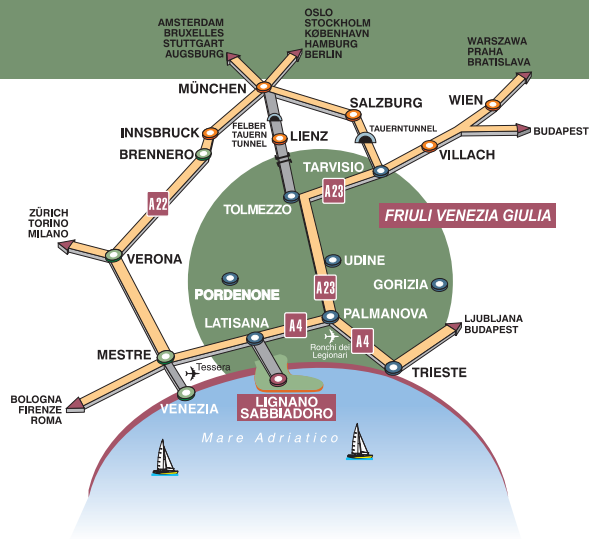 AMSTERDAM
BRUXELLES
STUTTGART
AUGSBURG
OSLO
STOCKHOLM
KØBENHAVN
HAMBURG
BERLIN
WARSZAWA
PRAHA
BRATISLAVA
MÜNCHEN
SALZBURG
WIEN
INNSBRUCK
FELBER
TAUERN
TUNNEL
LIENZ
TAUERNTUNNEL
BUDAPEST
BRENNERO
VILLACH
TARVISIO
A22
A23
TOLMEZZO
FRIULI VENEZIA GIULIA
ZÜRICH
TORINO
MILANO
VERONA
UDINE
PORDENONE
GORIZIA
A23
LATISANA
A4
PALMANOVA
LJUBLJANA
BUDAPEST
A4
Ronchi dei
Legionari
MESTRE
Tessera
TRIESTE
BOLOGNA
FIRENZE
ROMA
VENEZIA
LIGNANO
SABBIADORO
Mare Adriatico